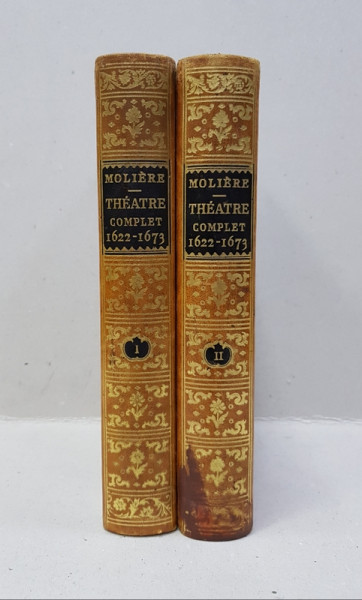 MOLIÈRE
THÉATRE
COMPLET
1622-1673
I
MOLIÈRE
THÉATRE
COMPLET
1622-1673
II